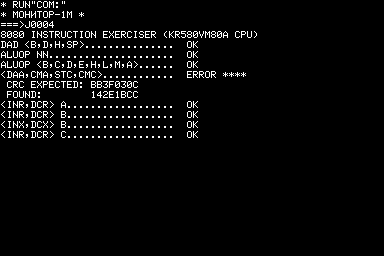 * RUN"COM:"
* МОНИТОР-1М *
===>J0004
8080 INSTRUCTION EXERCISER (KR580VM80A CPU)
DAD <B,D,H,SP>............... OK
ALUOP NN..................... OK
ALUOP <B,C,D,E,H,L,M,A>...... OK
<DAA,CMA,STC,CMC>............ ERROR ****
CRC EXPECTED: BB3F030C
FOUND: 142E1BCC
<INR,DCR> A.................. OK
<INR,DCR> B.................. OK
<INX,DCX> B.................. OK
<INR,DCR> C.................. OK